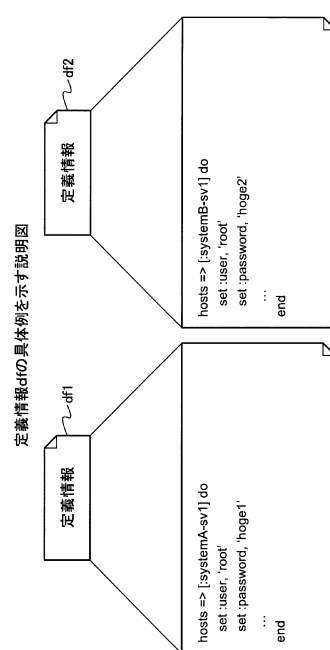 定義情報dfの具体例を示す説明図
定義情報
df1
hosts => [:systemA-sv1] do
set :user, 'root'
set :password, 'hoge1'
…
end
定義情報
df2
hosts => [:systemB-sv1] do
set :user, 'root'
set :password, 'hoge2'
…
end